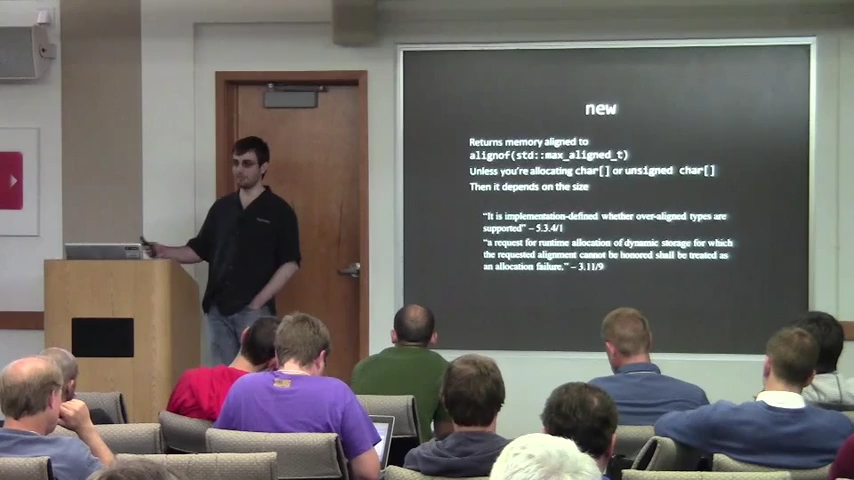 new
Returns memory aligned to
alignof(std::max_aligned_t)
Unless you're allocating char[] or unsigned char[]
Then it depends on the size
“It is implementation-defined whether over-aligned types are
supported” – 5.3.4/1
“a request for runtime allocation of dynamic storage for which
the requested alignment cannot be honored shall be treated as
an allocation failure.” – 3.11/9